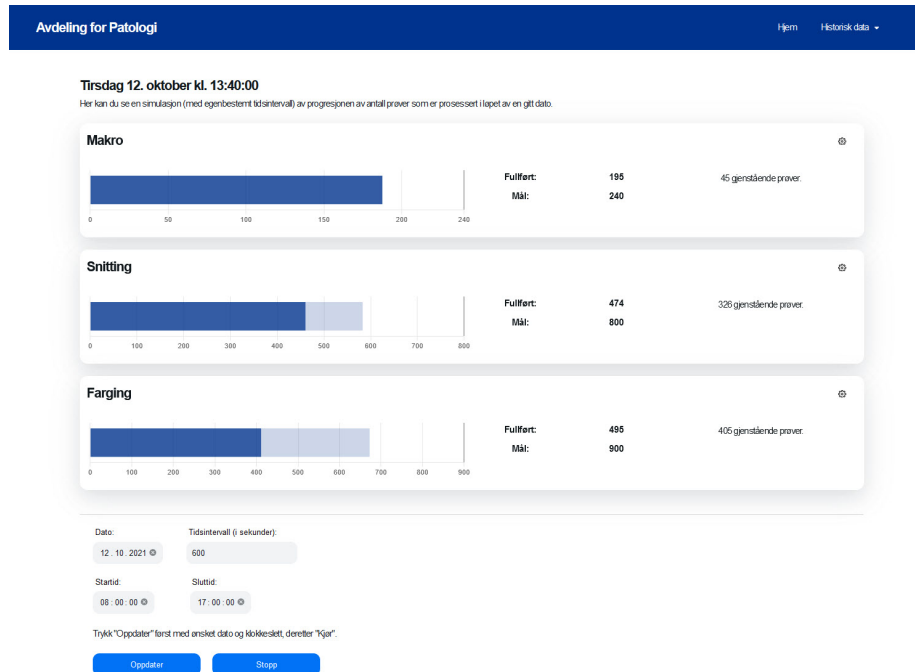 Avdeling for Patologi
Hjem Historisk data
Tirsdag 12. oktober kl. 13:40:00
Her kan du se en simulasjon (med egenbestemt tidsintervall) av progresjonen av antall prøver som er prosessert i løpet av en gitt dato.
Makro
Fullført: 195 45 gjenstående prøver.
Mål: 240
0 50 100 150 200 240
Snitting
Fullført: 474 326 gjenstående prøver.
Mål: 800
0 100 200 300 400 500 600 700 800
Farging
Fullført: 495 405 gjenstående prøver.
Mål: 900
0 100 200 300 400 500 600 700 800 900
Dato: Tidsintervall (i sekunder):
12 . 10 . 2021 600
Startid: Sluttid:
08 : 00 : 00 17 : 00 : 00
Trykk "Oppdater" først med ønsket dato og klokkeslett, deretter "Kjør".
Oppdater Stopp